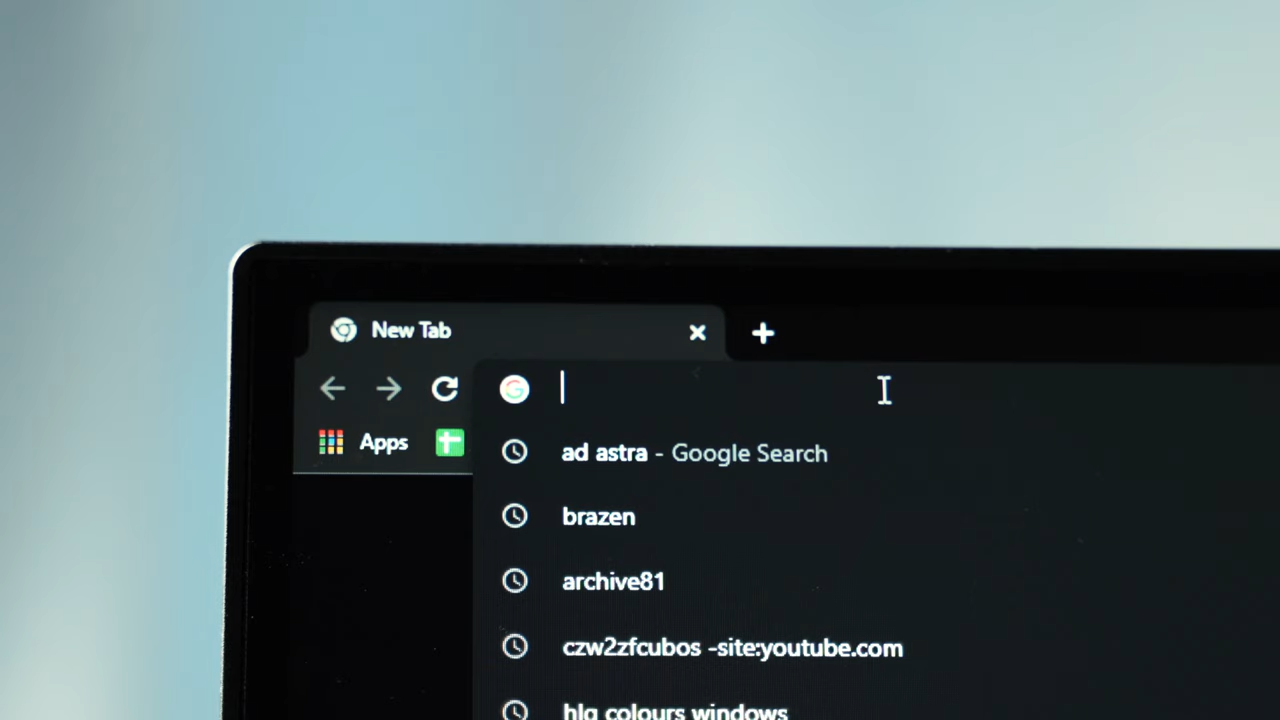 New Tab
Apps
ad astra - Google Search
brazen
archive81
czw2zfcubos -site:youtube.com
hlg colours windows